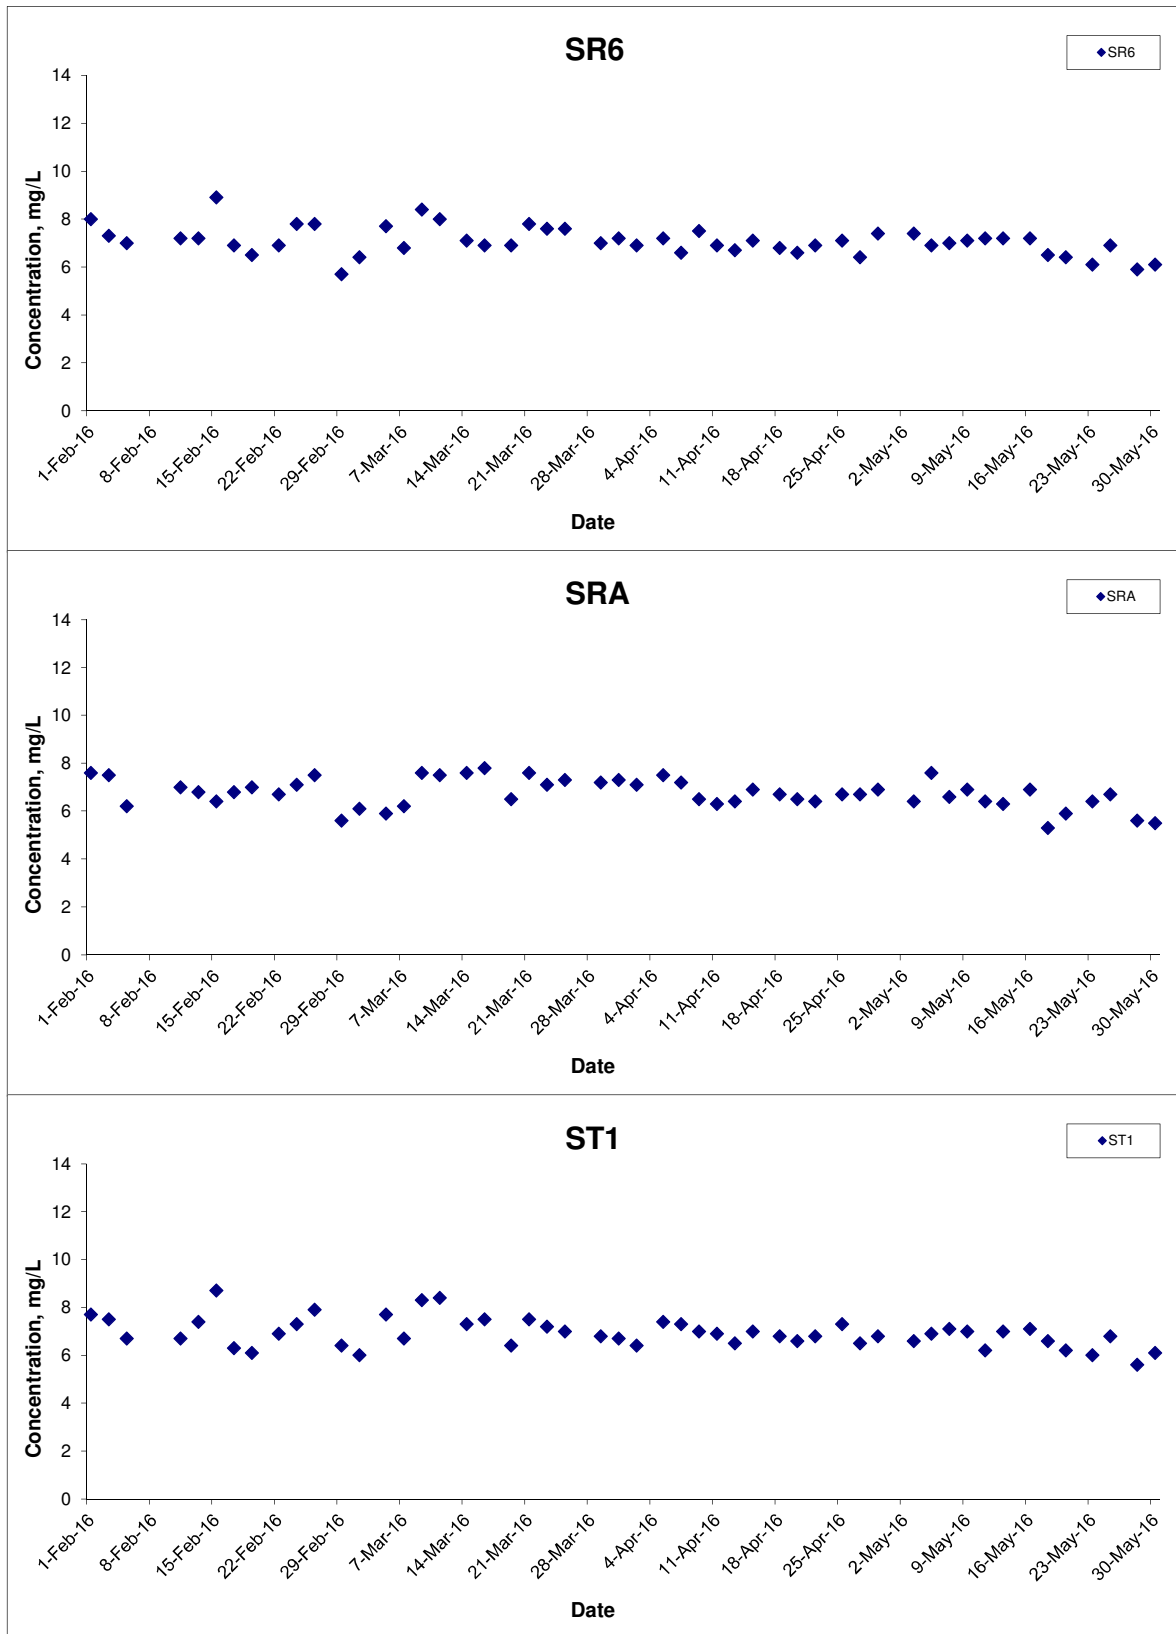 SR6
SR6
Concentration, mg/L
14
12
10
8
6
4
2
0
1-Feb-16
8-Feb-16
15-Feb-16
22-Feb-16
29-Feb-16
7-Mar-16
14-Mar-16
21-Mar-16
28-Mar-16
4-Apr-16
11-Apr-16
18-Apr-16
25-Apr-16
2-May-16
9-May-16
16-May-16
23-May-16
30-May-16
Date
SRA
SRA
Concentration, mg/L
14
12
10
8
6
4
2
0
1-Feb-16
8-Feb-16
15-Feb-16
22-Feb-16
29-Feb-16
7-Mar-16
14-Mar-16
21-Mar-16
28-Mar-16
4-Apr-16
11-Apr-16
18-Apr-16
25-Apr-16
2-May-16
9-May-16
16-May-16
23-May-16
30-May-16
Date
ST1
ST1
Concentration, mg/L
14
12
10
8
6
4
2
0
1-Feb-16
8-Feb-16
15-Feb-16
22-Feb-16
29-Feb-16
7-Mar-16
14-Mar-16
21-Mar-16
28-Mar-16
4-Apr-16
11-Apr-16
18-Apr-16
25-Apr-16
2-May-16
9-May-16
16-May-16
23-May-16
30-May-16
Date